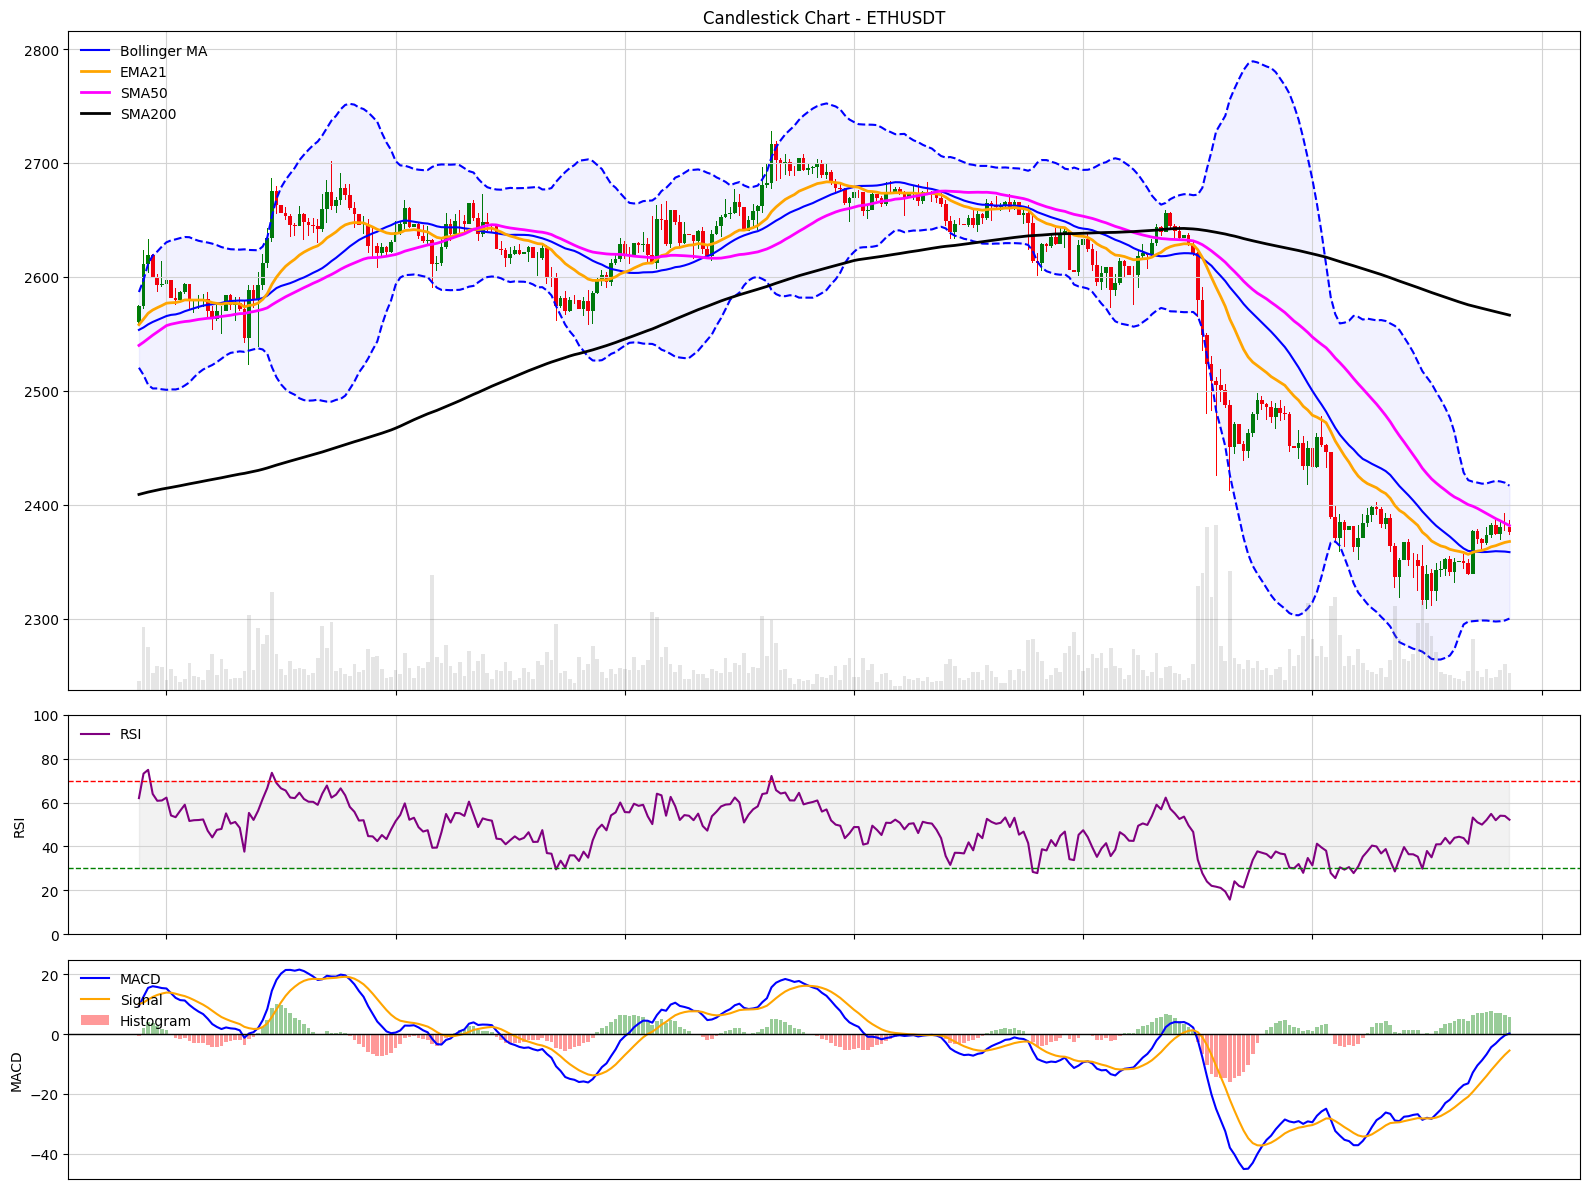 Candlestick Chart - ETHUSDT
Bollinger MA
EMA21
SMA50
SMA200
2800
2700
2600
2500
2400
2300
RSI
RSI
100
80
60
40
20
0
MACD
Signal
Histogram
MACD
20
0
−20
−40